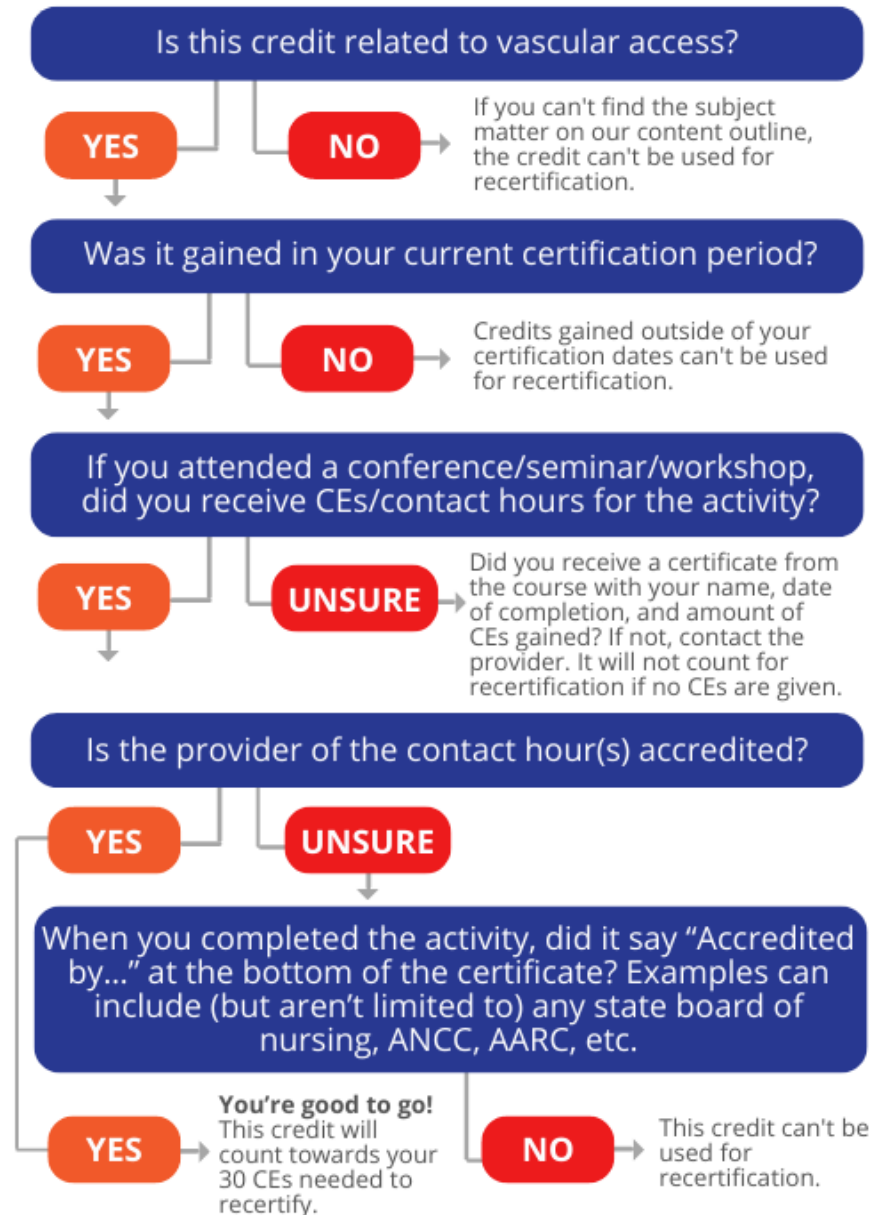 Is this credit related to vascular access?
YES
NO
If you can't find the subject
matter on our content outline,
the credit can't be used for
recertification.
Was it gained in your current certification period?
YES
NO
Credits gained outside of your
certification dates can't be used
for recertification.
If you attended a conference/seminar/workshop,
did you receive CEs/contact hours for the activity?
YES
UNSURE
Did you receive a certificate from
the course with your name, date
of completion, and amount of
CEs gained? If not, contact the
provider. It will not count for
recertification if no CEs are given.
Is the provider of the contact hour(s) accredited?
YES
UNSURE
When you completed the activity, did it say “Accredited
by...” at the bottom of the certificate? Examples can
include (but aren’t limited to) any state board of
nursing, ANCC, AARC, etc.
YES
You’re good to go!
This credit will
count towards your
30 CEs needed to
recertify.
NO
This credit can't be
used for
recertification.